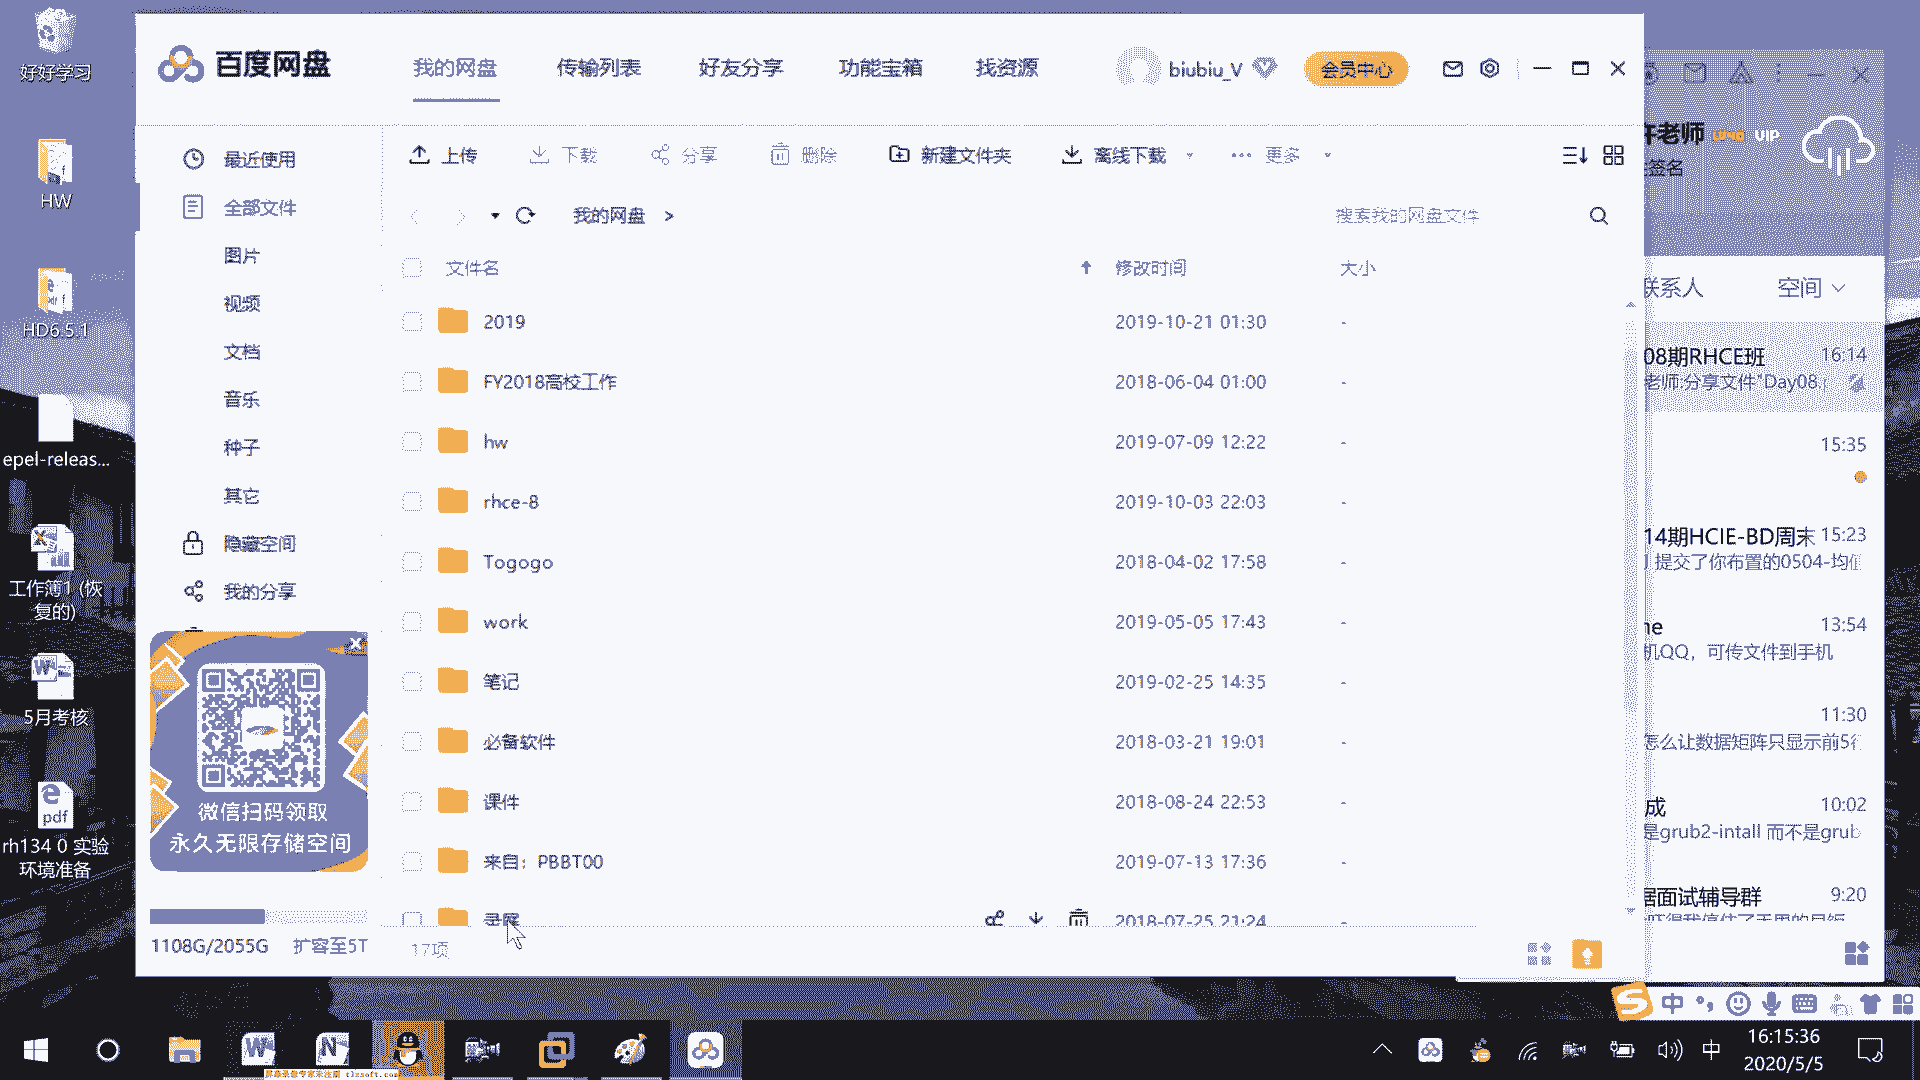 好好学习
HW
HD6.5.1
epel-releas...
工作簿1 (恢
复的)
5月考核
rh134 0 实验
环境准备
百度网盘
我的网盘
传输列表
好友分享
功能宝箱
找资源
biubiu_V
会员中心
最近使用
全部文件
图片
视频
文档
音乐
种子
其它
隐藏空间
我的分享
微信扫码领取
永久无限存储空间
1108G/2055G 扩容至5T
上传
下载
分享
删除
新建文件夹
离线下载
更多
我的网盘 >
搜索我的网盘文件
文件名 修改时间 大小
2019 2019-10-21 01:30 -
FY2018高校工作 2018-06-04 01:00 -
hw 2019-07-09 12:22 -
rhce-8 2019-10-03 22:03 -
Togogo 2018-04-02 17:58 -
work 2019-05-05 17:43 -
笔记 2019-02-25 14:35 -
必备软件 2018-03-21 19:01 -
课件 2018-08-24 22:53 -
来自：PBBT00 2019-07-13 17:36 -
录屏 2018-07-25 21:24 -
17项
老师 VIP
签名
联系人 空间
08期RHCE班 16:14
老师:分享文件"Day08.
15:35
14期HCIE-BD周末 15:23
提交了你布置的0504-均值
13:54
机QQ，可传文件到手机
11:30
怎么让数据矩阵只显示前5行
成 10:02
是grub2-intall 而不是grub
据面试辅导群 9:20
中
屏幕录像专家未注册 tlxsoft.com
中
16:15:36
2020/5/5